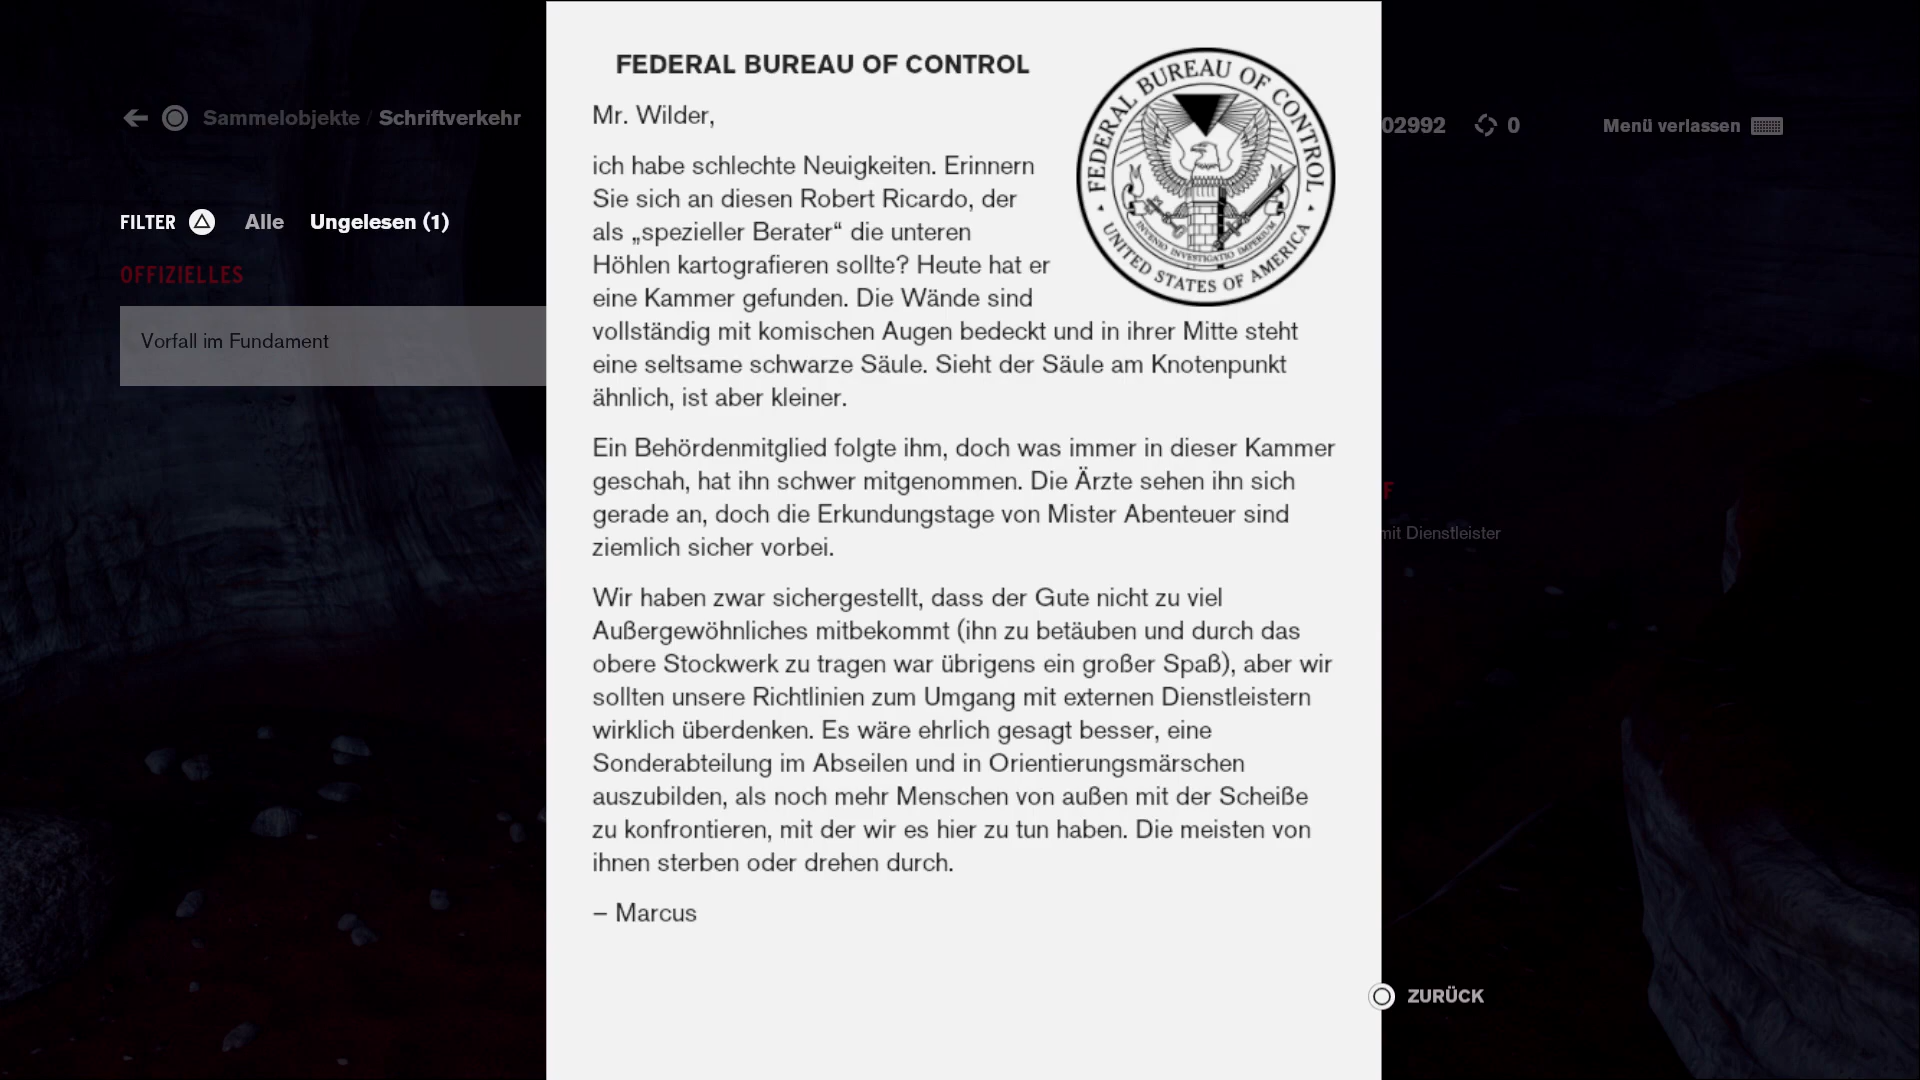 FEDERAL BUREAU OF CONTROL
FEDERAL BUREAU OF CONTROL
UNITED STATES OF AMERICA
INVENIO INVESTIGATIO IMPERIUM
Sammelobjekte / Schriftverkehr
02992 0 Menü verlassen
FILTER Alle Ungelesen (1)
OFFIZIELLES
Vorfall im Fundament
Mr. Wilder,
ich habe schlechte Neuigkeiten. Erinnern
Sie sich an diesen Robert Ricardo, der
als „spezieller Berater“ die unteren
Höhlen kartografieren sollte? Heute hat er
eine Kammer gefunden. Die Wände sind
vollständig mit komischen Augen bedeckt und in ihrer Mitte steht
eine seltsame schwarze Säule. Sieht der Säule am Knotenpunkt
ähnlich, ist aber kleiner.
Ein Behördenmitglied folgte ihm, doch was immer in dieser Kammer
geschah, hat ihn schwer mitgenommen. Die Ärzte sehen ihn sich
gerade an, doch die Erkundungstage von Mister Abenteuer sind
ziemlich sicher vorbei.
Wir haben zwar sichergestellt, dass der Gute nicht zu viel
Außergewöhnliches mitbekommt (ihn zu betäuben und durch das
obere Stockwerk zu tragen war übrigens ein großer Spaß), aber wir
sollten unsere Richtlinien zum Umgang mit externen Dienstleistern
wirklich überdenken. Es wäre ehrlich gesagt besser, eine
Sonderabteilung im Abseilen und in Orientierungsmärschen
auszubilden, als noch mehr Menschen von außen mit der Scheiße
zu konfrontieren, mit der wir es hier zu tun haben. Die meisten von
ihnen sterben oder drehen durch.
– Marcus
F
mit Dienstleister
ZURÜCK